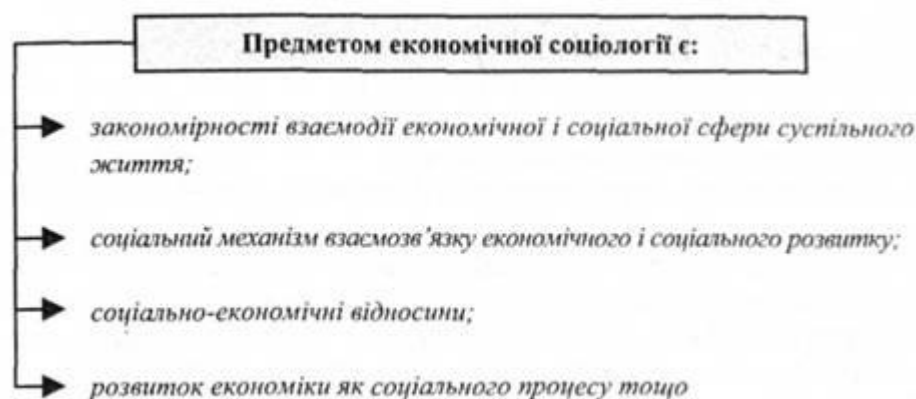 Предметом економічної соціології є:
закономірності взаємодії економічної і соціальної сфери суспільного
життя;
соціальний механізм взаємозв'язку економічного і соціального розвитку;
соціально-економічні відносини;
розвиток економіки як соціального процесу тощо